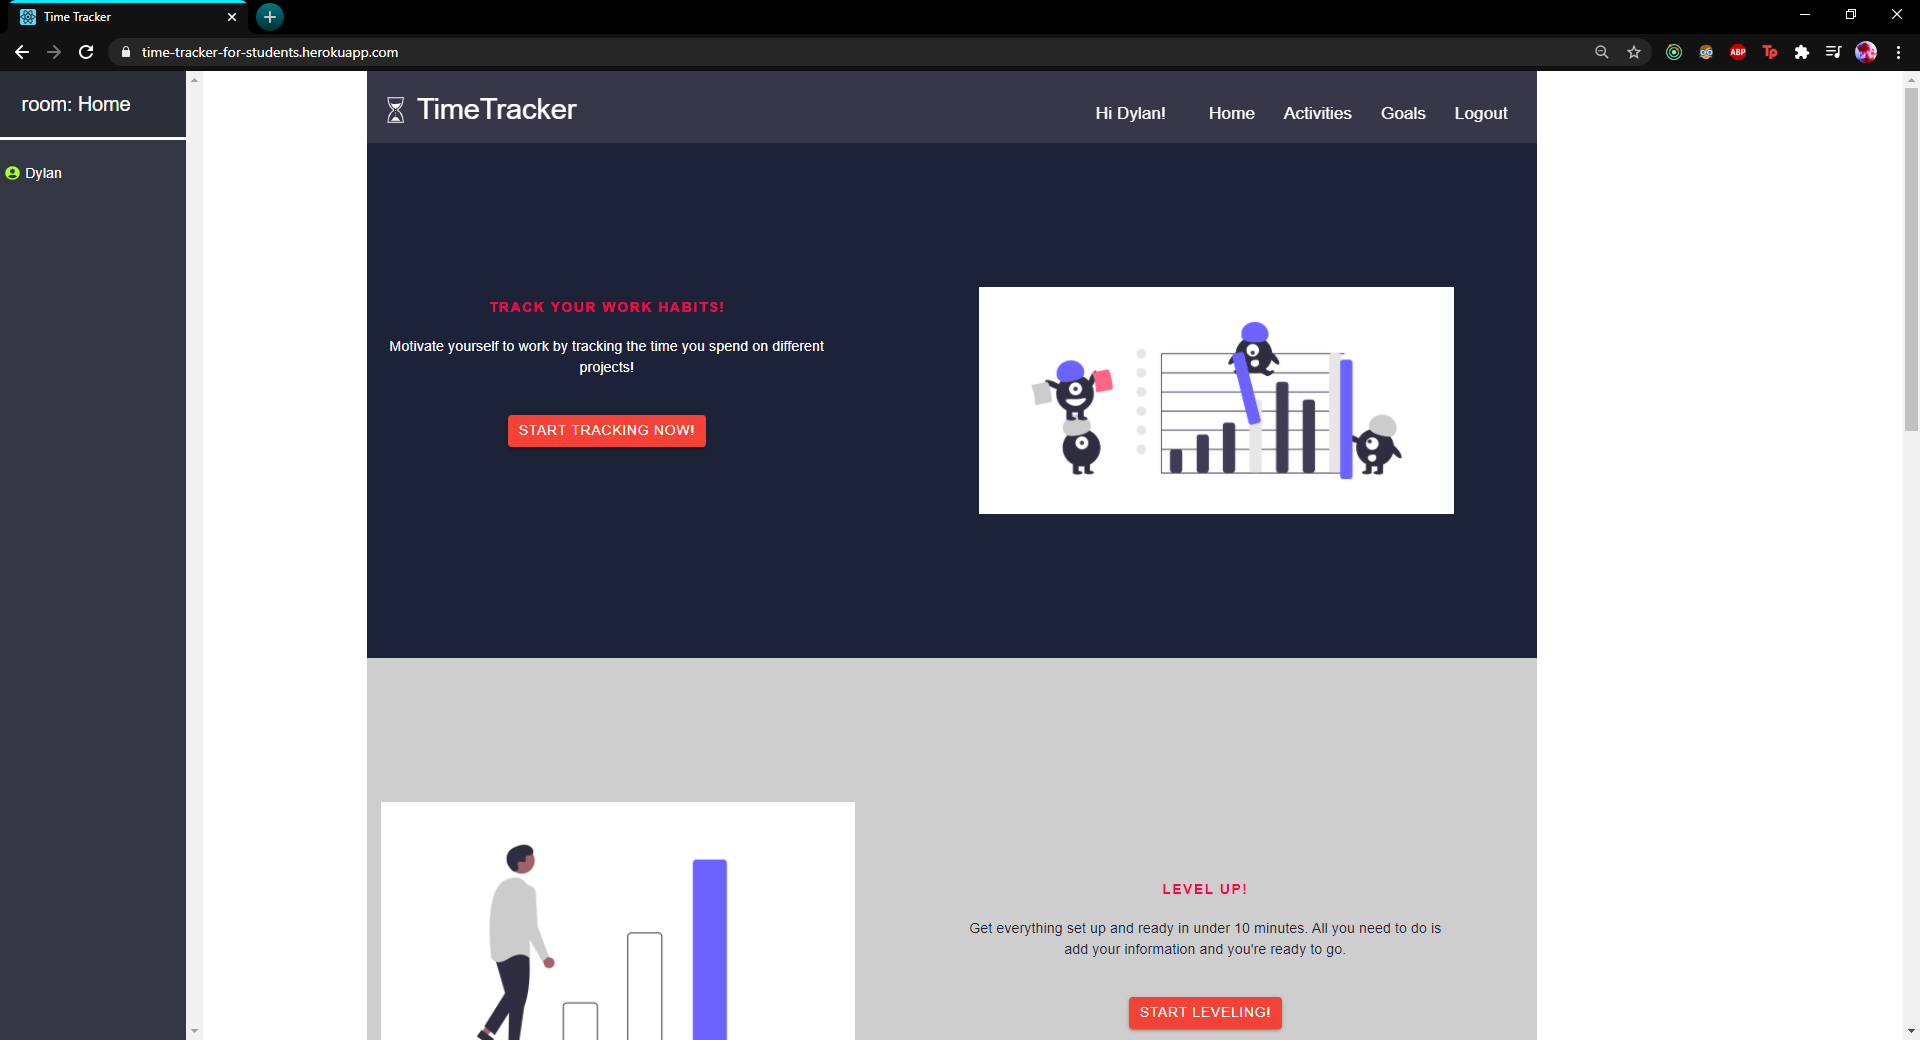 Time Tracker
time-tracker-for-students.herokuapp.com
ABP
Tp
room: Home
Dylan
TimeTracker
Hi Dylan!
Home
Activities
Goals
Logout
TRACK YOUR WORK HABITS!
Motivate yourself to work by tracking the time you spend on different
projects!
START TRACKING NOW!
LEVEL UP!
Get everything set up and ready in under 10 minutes. All you need to do is
add your information and you're ready to go.
START LEVELING!